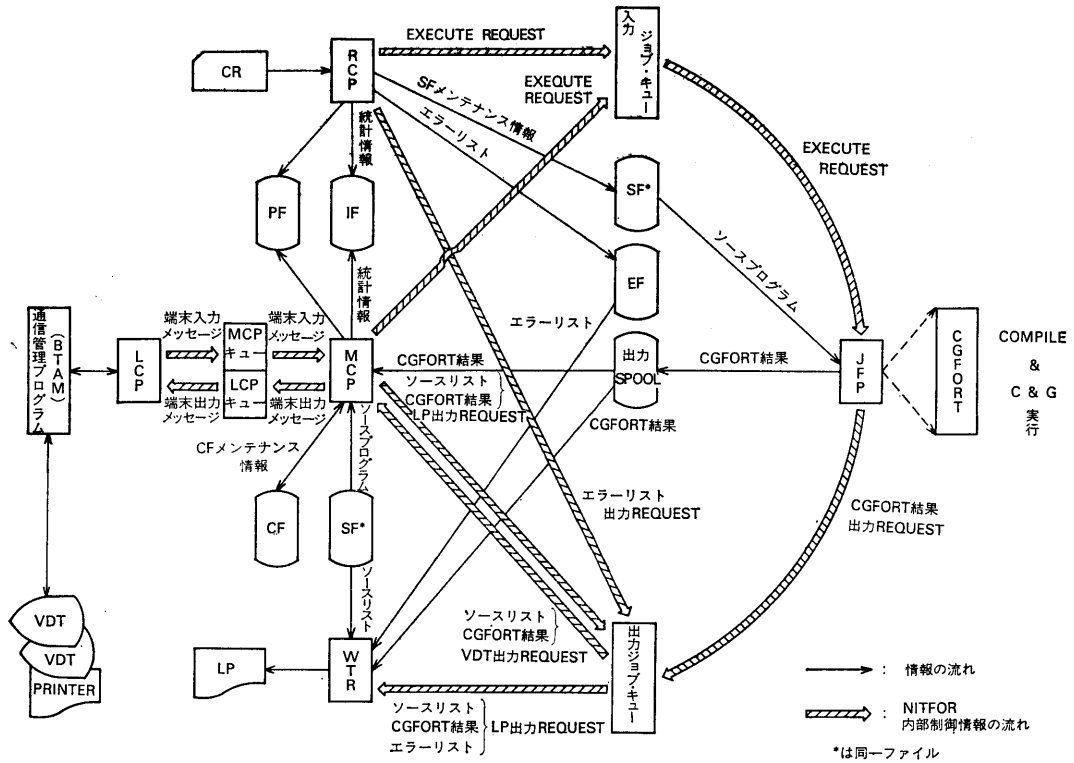 EXECUTE REQUEST
CR
RCP
入力ジョブ・キュー
SFメンテナンス情報
エラーリスト
EXEQUTE
REQUEST
統計情報
EXECUTE
REQUEST
PF
IF
SF*
ソースプログラム
EF
統計情報
エラーリスト
通信管理プログラム
(BTAM)
LCP
端末入力
メッセージ
MCP
キュー
端末入力
メッセージ
LCP
キュー
端末出力
メッセージ
端末出力
メッセージ
MCP
CGFORT結果
出力
SPOOL
CGFORT結果
JFP
CGFORT
COMPILE
&
C & G
実行
ソースリスト
CGFORT結果
LP出力REQUEST
CGFORT結果
CFメンテナンス
情報
ソースプログラム
CF
SF*
エラーリスト
出力REQUEST
CGFORT結果
出力REQUEST
ソースリスト
VDT
VDT
PRINTER
LP
WTR
ソースリスト
CGFORT結果
VDT出力REQUEST
出力ジョブ・キュー
ソースリスト
CGFORT結果
エラーリスト
LP出力REQUEST
: 情報の流れ
: NITFOR
内部制御情報の流れ
*は同一ファイル